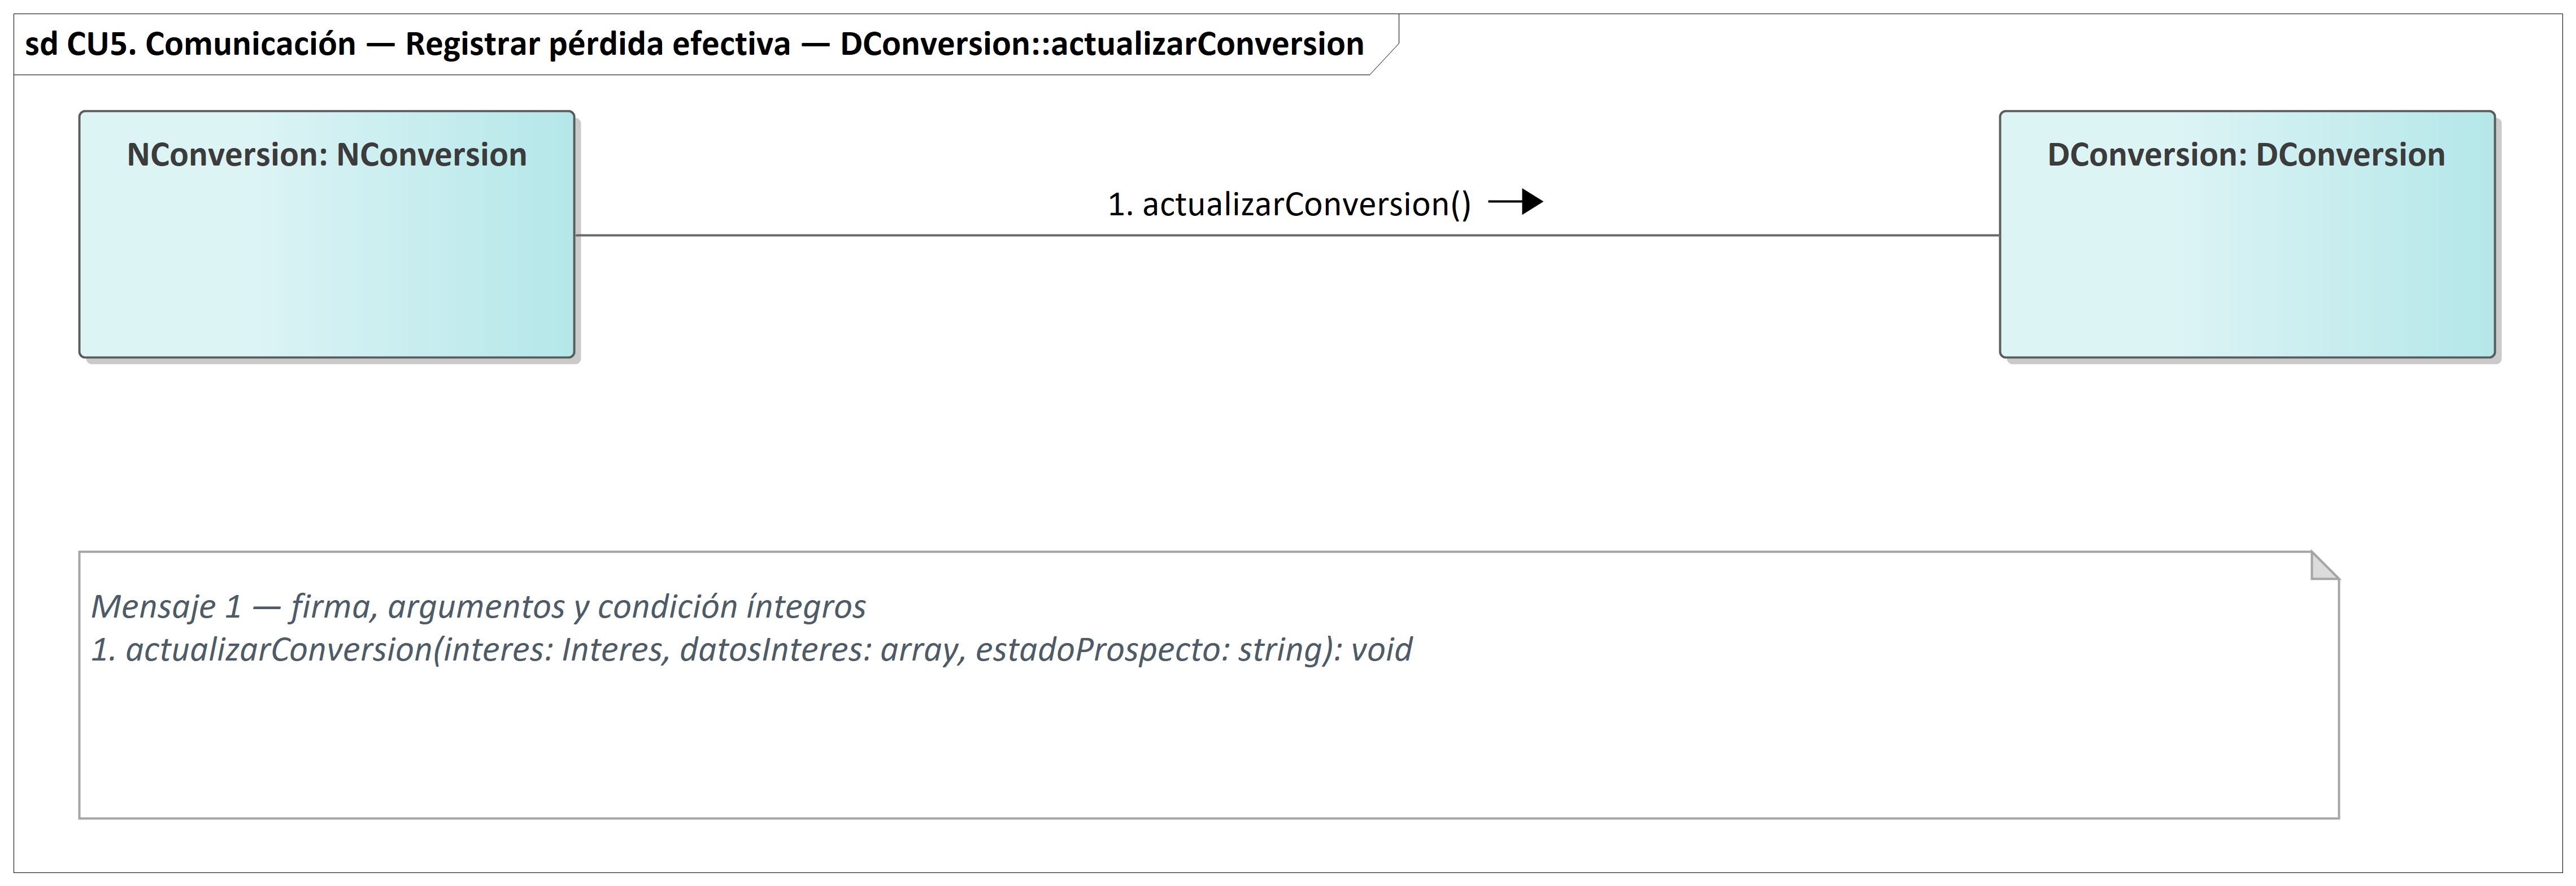 sd CU5. Comunicación — Registrar pérdida efectiva — DConversion::actualizarConversion
NConversion: NConversion
DConversion: DConversion
1. actualizarConversion()
Mensaje 1 — firma, argumentos y condición íntegros
1. actualizarConversion(interes: Interes, datosInteres: array, estadoProspecto: string): void